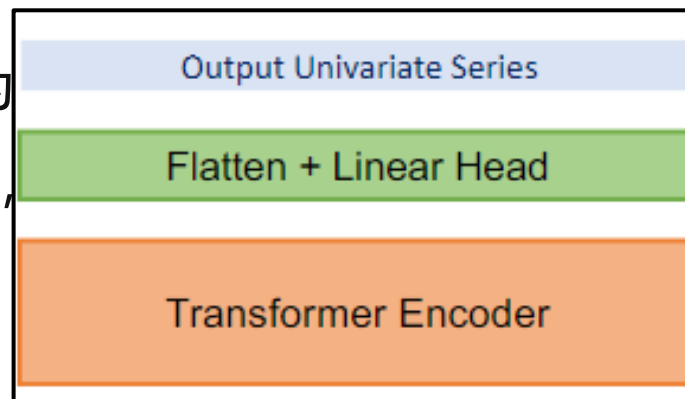 Output Univariate Series
Flatten + Linear Head
,
Transformer Encoder